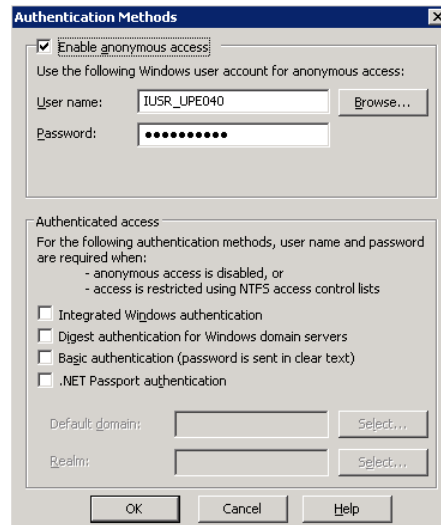 Authentication Methods
Enable anonymous access
Use the following Windows user account for anonymous access:
User name:
IUSR_UPE040
Browse...
Password:
●●●●●●●●●●
Authenticated access
For the following authentication methods, user name and password
are required when:
- anonymous access is disabled, or
- access is restricted using NTFS access control lists
Integrated Windows authentication
Digest authentication for Windows domain servers
Basic authentication (password is sent in clear text)
.NET Passport authentication
Default domain:
Select...
Realm:
Select...
OK
Cancel
Help